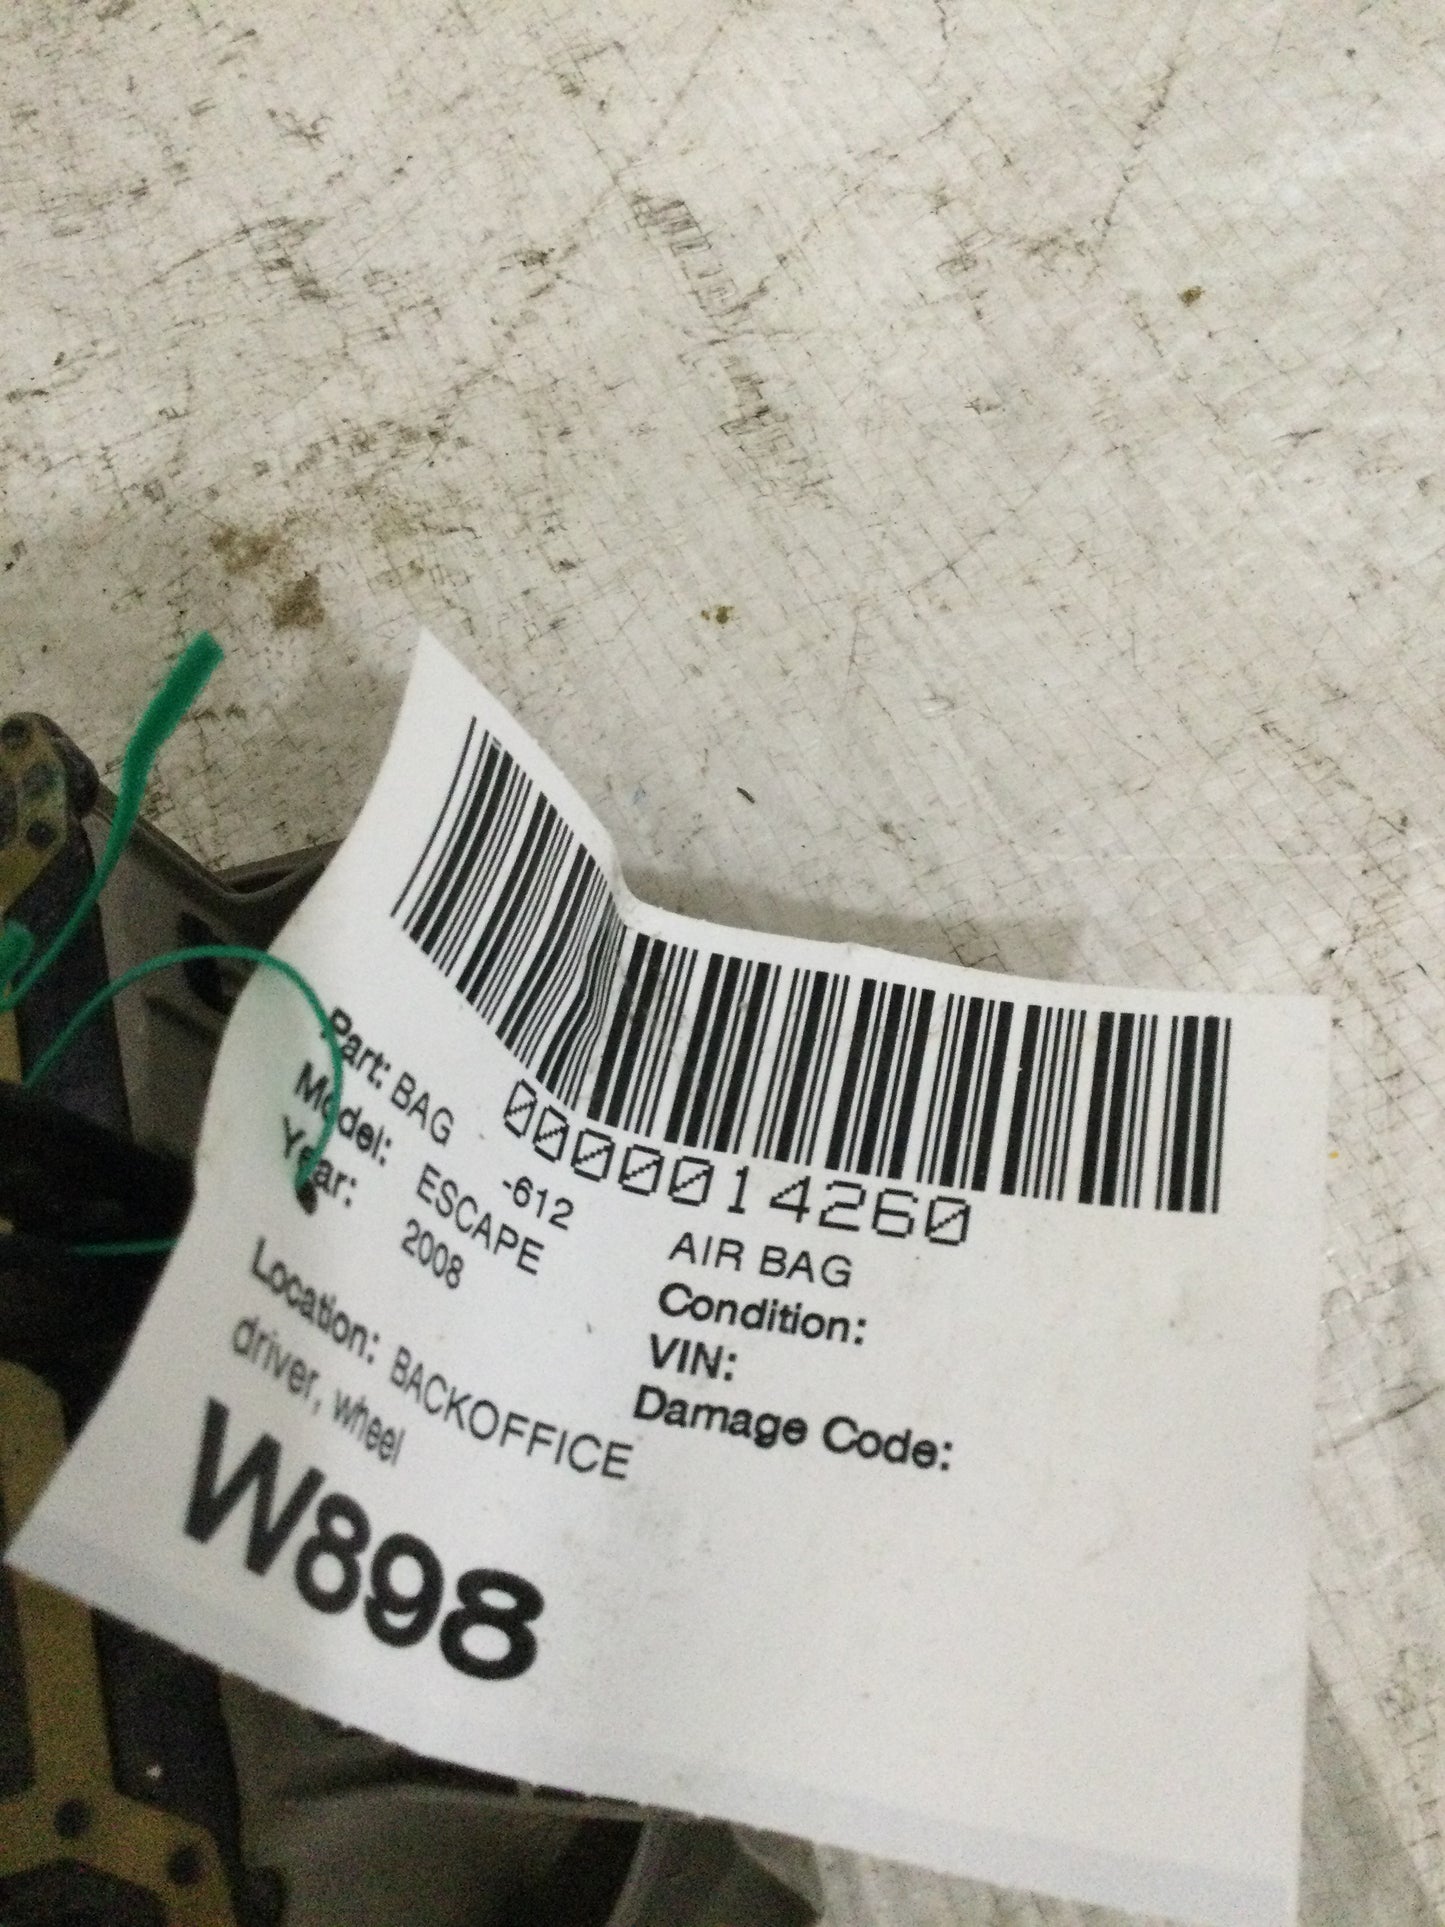 0000014260
Part: BAG -612 AIR BAG
Model: ESCAPE Condition:
Year: 2008 VIN:
Damage Code:
Location: BACKOFFICE
driver, wheel
W898